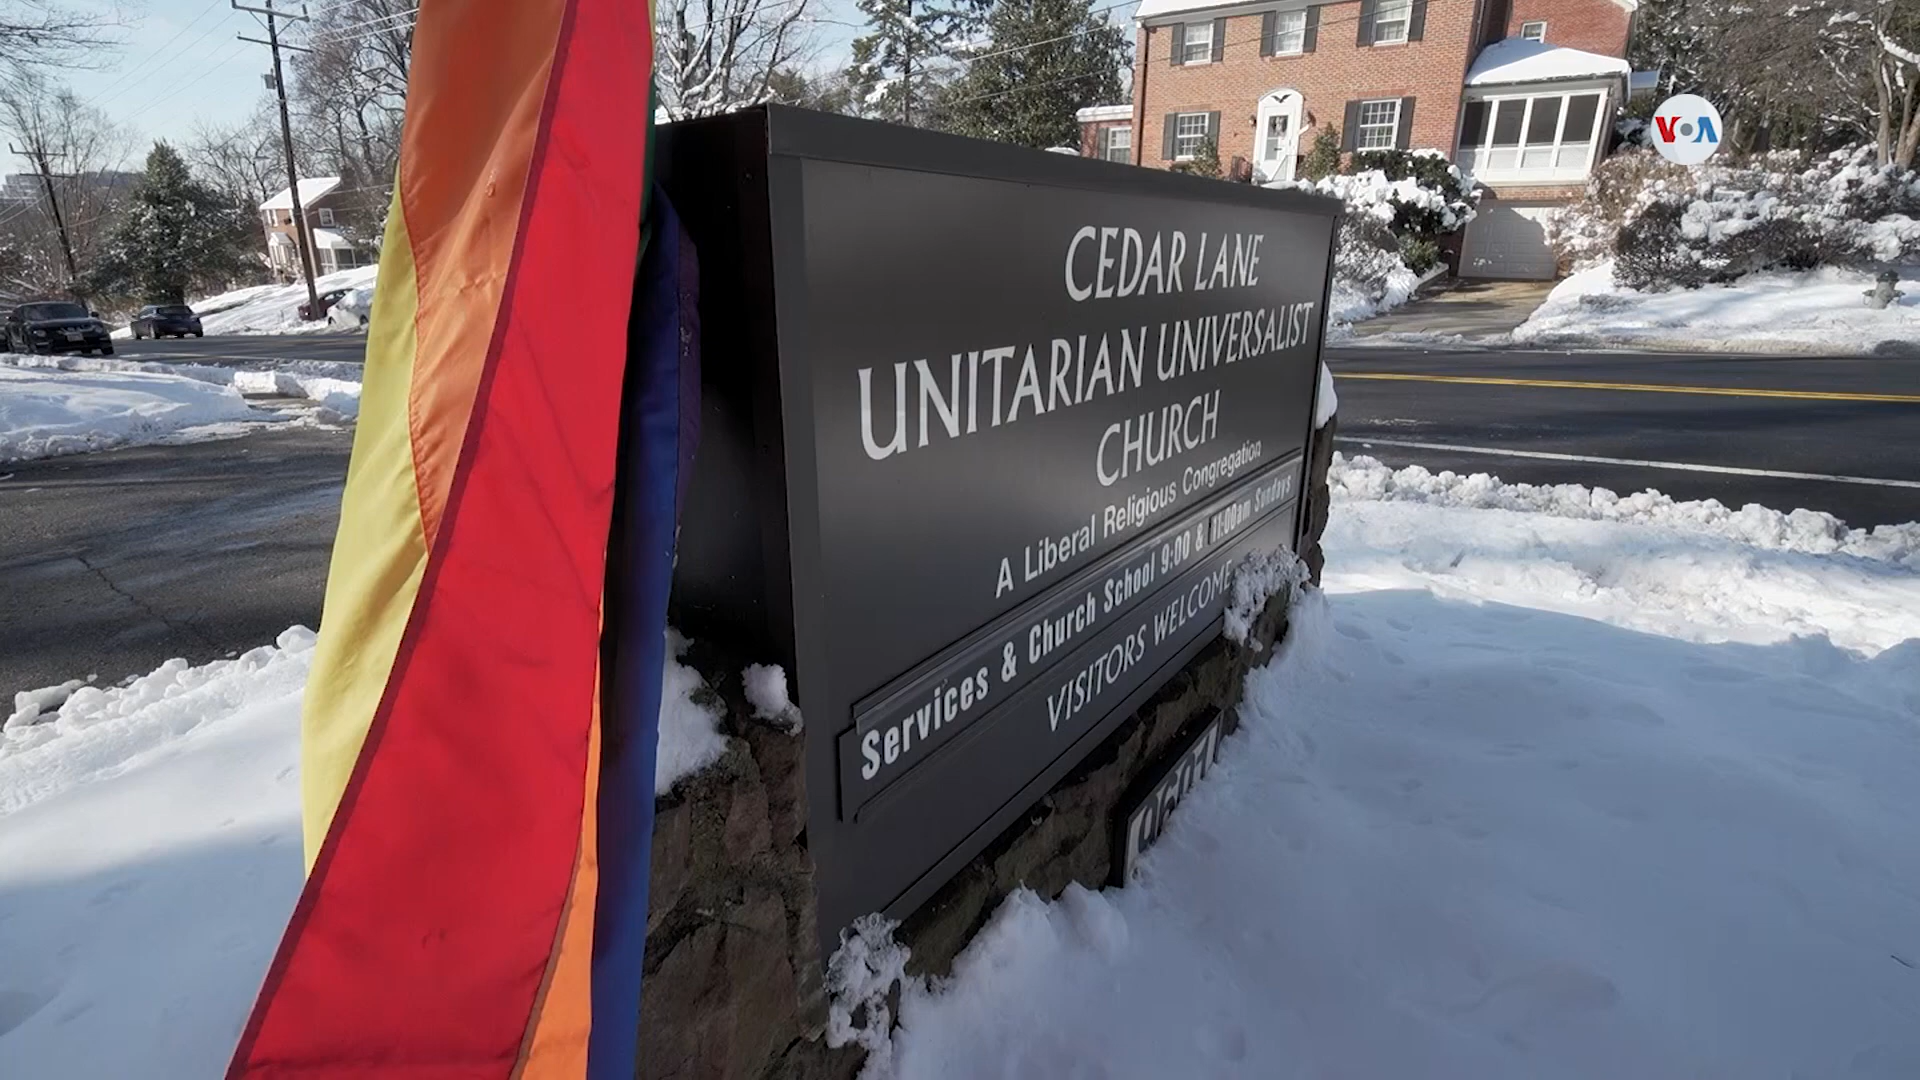 VOA
CEDAR LANE
UNITARIAN UNIVERSALIST
CHURCH
A Liberal Religious Congregation
Services & Church School 9:00 & 11:00am Sundays
VISITORS WELCOME
9601